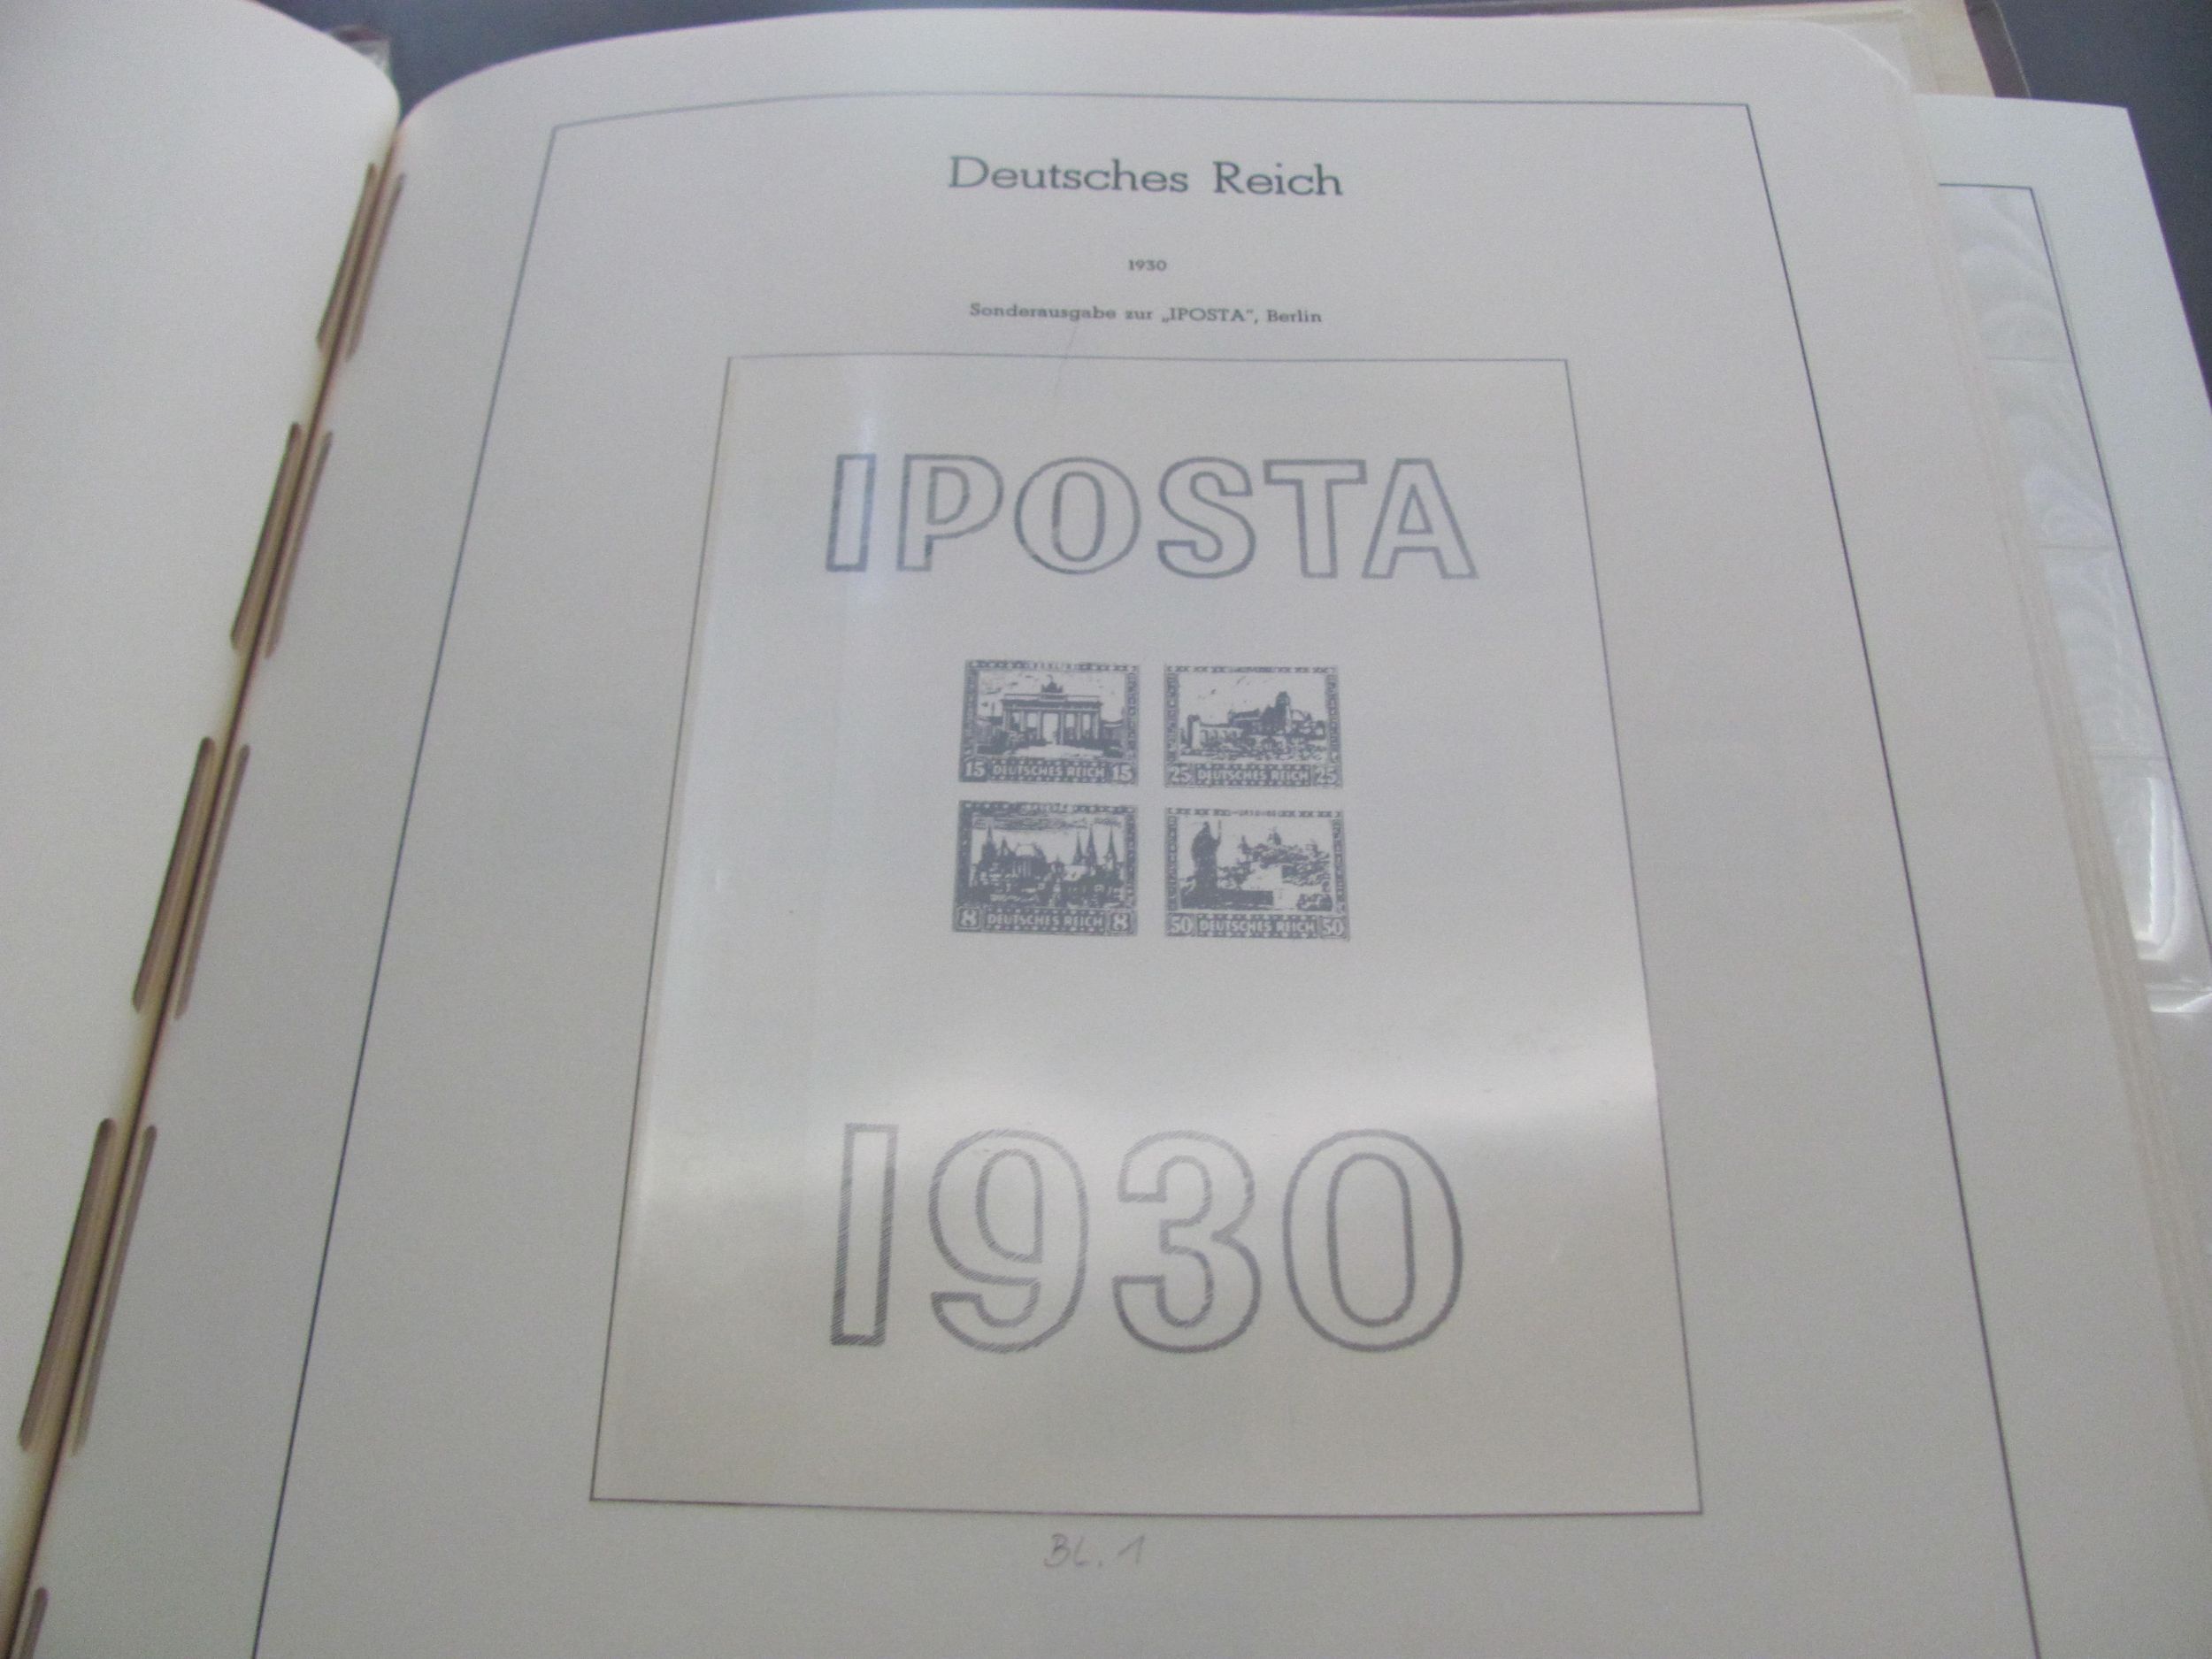 Deutsches Reich
1930
Sonderausgabe zur „IPOSTA“, Berlin
IPOSTA
15 DEUTSCHES REICH 15
25 DEUTSCHES REICH 25
8 DEUTSCHES REICH 8
50 DEUTSCHES REICH 50
1930
BL. 1